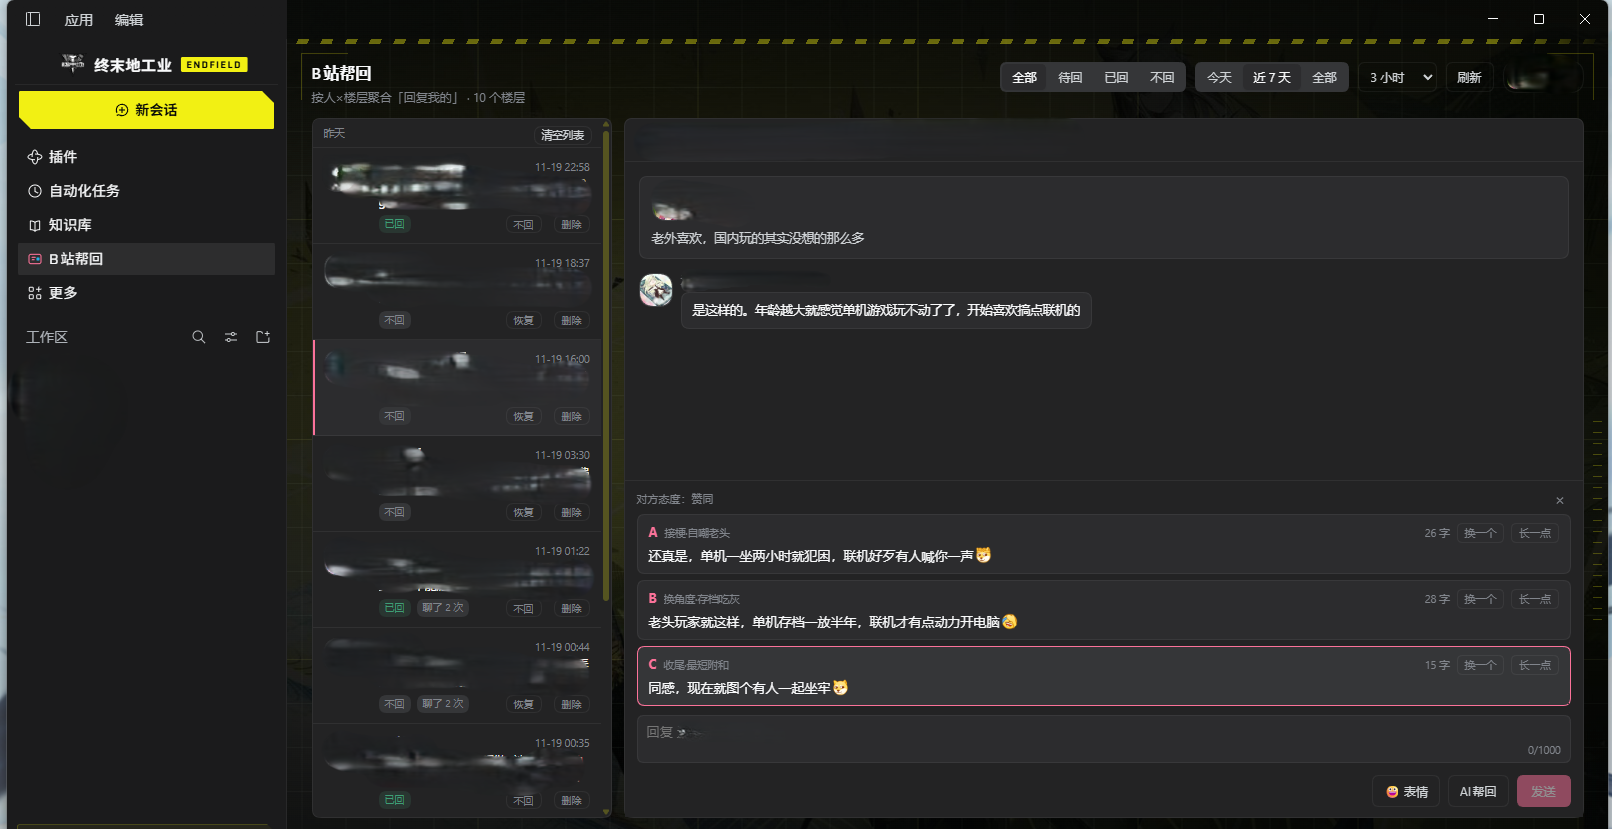 应用 编辑
终末地工业 ENDFIELD
新会话
插件
自动化任务
知识库
B站帮回
更多
工作区
B站帮回
按人×楼层聚合「回复我的」 · 10 个楼层
全部 待回 已回 不回
今天 近 7 天 全部
3 小时
刷新
昨天 清空列表
11-19 22:58
已回 不回 删除
11-19 18:37
不回 恢复 删除
11-19 16:00
不回 恢复 删除
11-19 03:30
不回 恢复 删除
11-19 01:22
已回 聊了 2 次 不回 删除
11-19 00:44
不回 聊了 2 次 恢复 删除
11-19 00:35
已回 不回 删除
老外喜欢，国内玩的其实没想的那么多
是这样的。年龄越大就感觉单机游戏玩不动了了，开始喜欢搞点联机的
对方态度：赞同
A 接梗·自嘲老头 26 字 换一个 长一点
还真是，单机一坐两小时就犯困，联机好歹有人喊你一声
B 换角度·存档吃灰 28 字 换一个 长一点
老头玩家就这样，单机存档一放半年，联机才有点动力开电脑
C 收尾·最短附和 15 字 换一个 长一点
同感，现在就图个有人一起坐牢
回复
0/1000
表情 AI帮回 发送